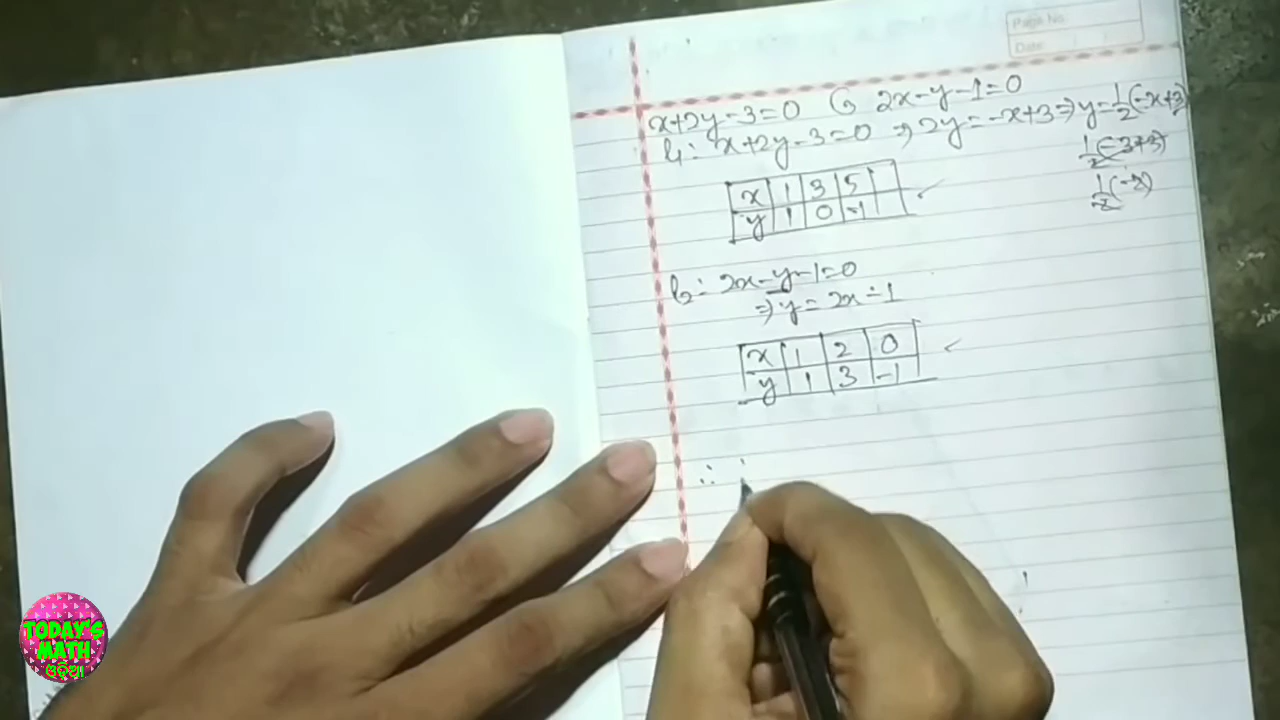 Page No.
Date
x+2y-3=0 ଓ 2x-y-1=0
l₁: x+2y-3=0 ⇒ 2y=-x+3 ⇒ y=½(-x+3)
½(-3+3)
½(-2)
x 1 3 5
y 1 0 -1
l₂: 2x-y-1=0
⇒ y=2x-1
x 1 2 0
y 1 3 -1
∴
TODAY'S
MATH
ଓଡ଼ିଆ